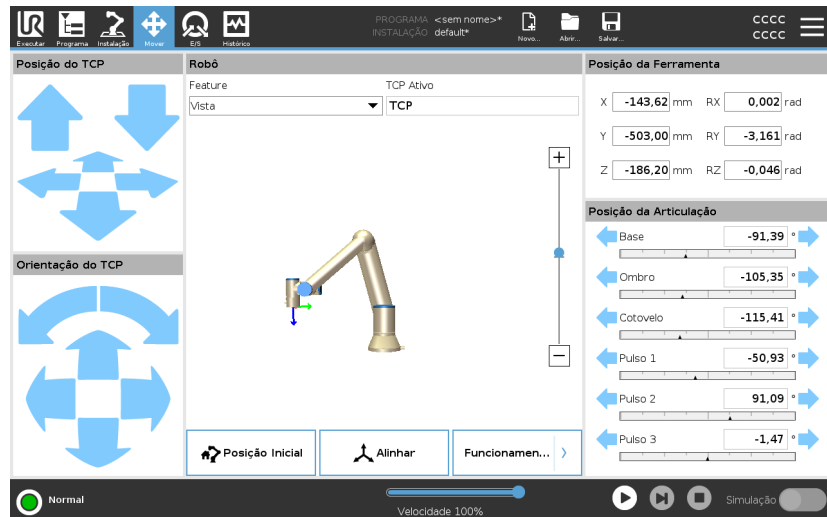 UR
PROGRAMA <sem nome>*
INSTALAÇÃO default*
CCCC
CCCC
Executar Programa Instalação Mover E/S Histórico Novo... Abrir... Salvar...
Posição do TCP
Orientação do TCP
Robô
Feature TCP Ativo
Vista TCP
+
−
Posição Inicial Alinhar Funcionamen...
Posição da Ferramenta
X -143,62 mm RX 0,002 rad
Y -503,00 mm RY -3,161 rad
Z -186,20 mm RZ -0,046 rad
Posição da Articulação
Base -91,39 °
Ombro -105,35 °
Cotovelo -115,41 °
Pulso 1 -50,93 °
Pulso 2 91,09 °
Pulso 3 -1,47 °
Normal
Velocidade 100%
Simulação